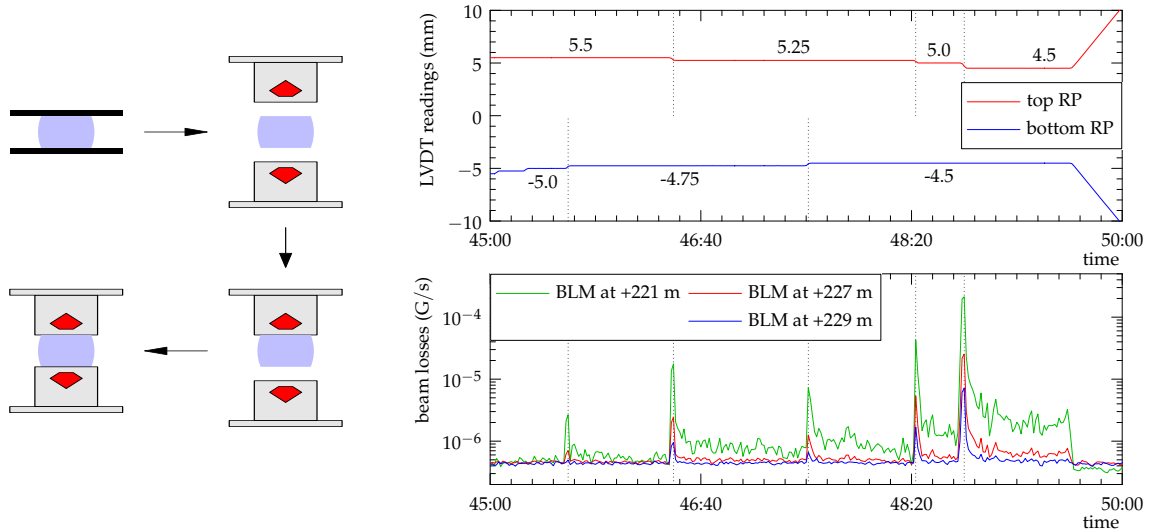 LVDT readings (mm)
10
5
0
−5
−10
5.5
5.25
5.0
4.5
top RP
bottom RP
-5.0
-4.75
-4.5
45:00
46:40
48:20
50:00
time
beam losses (G/s)
10−4
10−5
10−6
BLM at +221 m
BLM at +227 m
BLM at +229 m
45:00
46:40
48:20
50:00
time